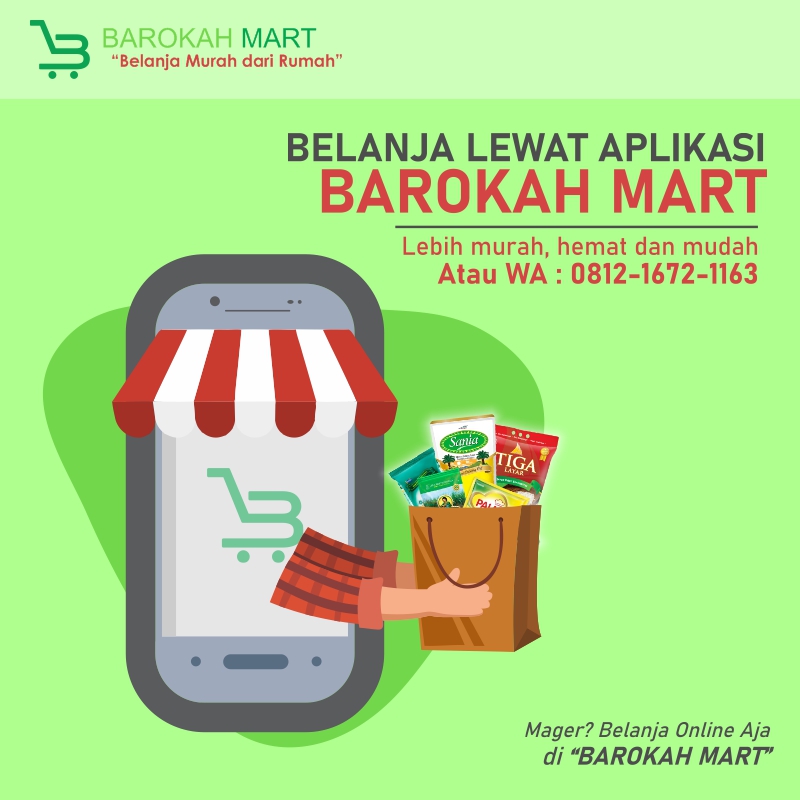 BAROKAH MART
“Belanja Murah dari Rumah”
BELANJA LEWAT APLIKASI
BAROKAH MART
Lebih murah, hemat dan mudah
Atau WA : 0812-1672-1163
Sania
TIGA
LAYAR
PAL
Mager? Belanja Online Aja
di “BAROKAH MART”